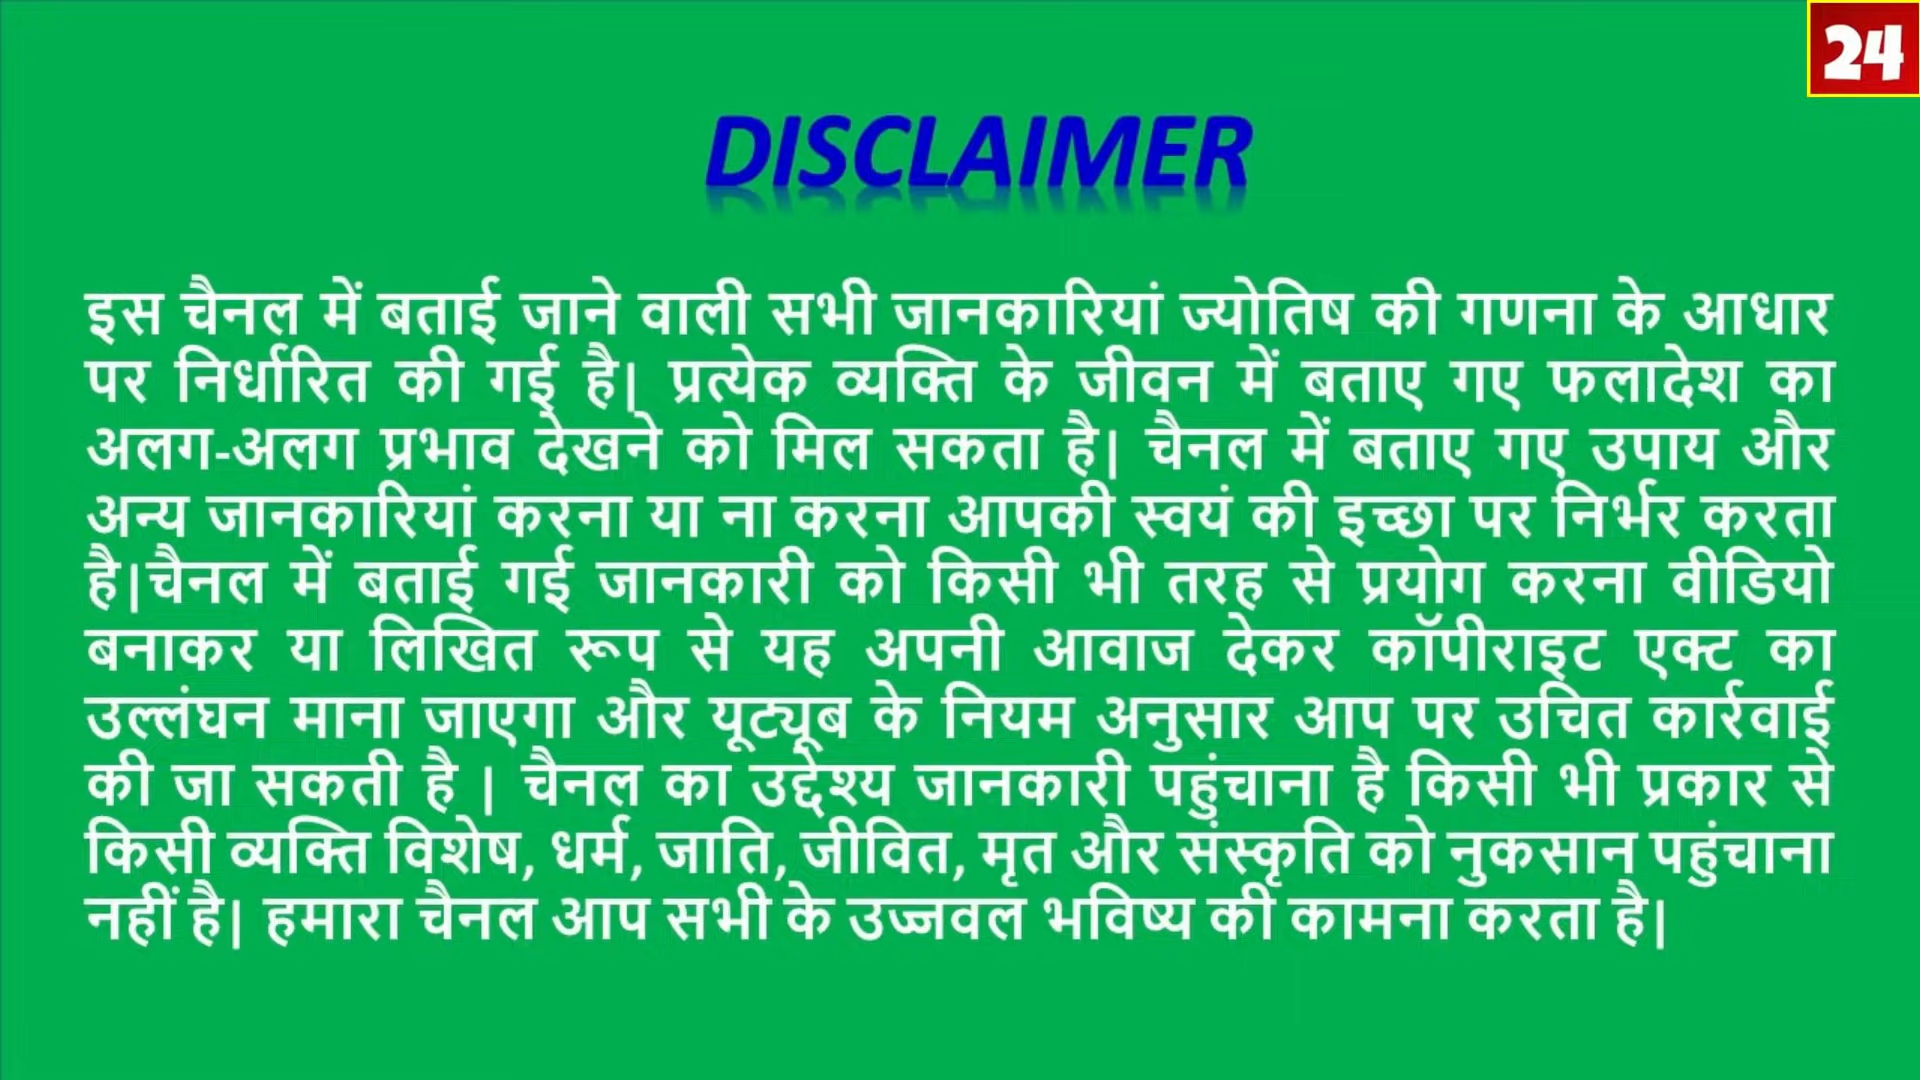 24
DISCLAIMER
इस चैनल में बताई जाने वाली सभी जानकारियां ज्योतिष की गणना के आधार
पर निर्धारित की गई है| प्रत्येक व्यक्ति के जीवन में बताए गए फलादेश का
अलग-अलग प्रभाव देखने को मिल सकता है| चैनल में बताए गए उपाय और
अन्य जानकारियां करना या ना करना आपकी स्वयं की इच्छा पर निर्भर करता
है|चैनल में बताई गई जानकारी को किसी भी तरह से प्रयोग करना वीडियो
बनाकर या लिखित रूप से यह अपनी आवाज देकर कॉपीराइट एक्ट का
उल्लंघन माना जाएगा और यूट्यूब के नियम अनुसार आप पर उचित कार्रवाई
की जा सकती है | चैनल का उद्देश्य जानकारी पहुंचाना है किसी भी प्रकार से
किसी व्यक्ति विशेष, धर्म, जाति, जीवित, मृत और संस्कृति को नुकसान पहुंचाना
नहीं है| हमारा चैनल आप सभी के उज्जवल भविष्य की कामना करता है|